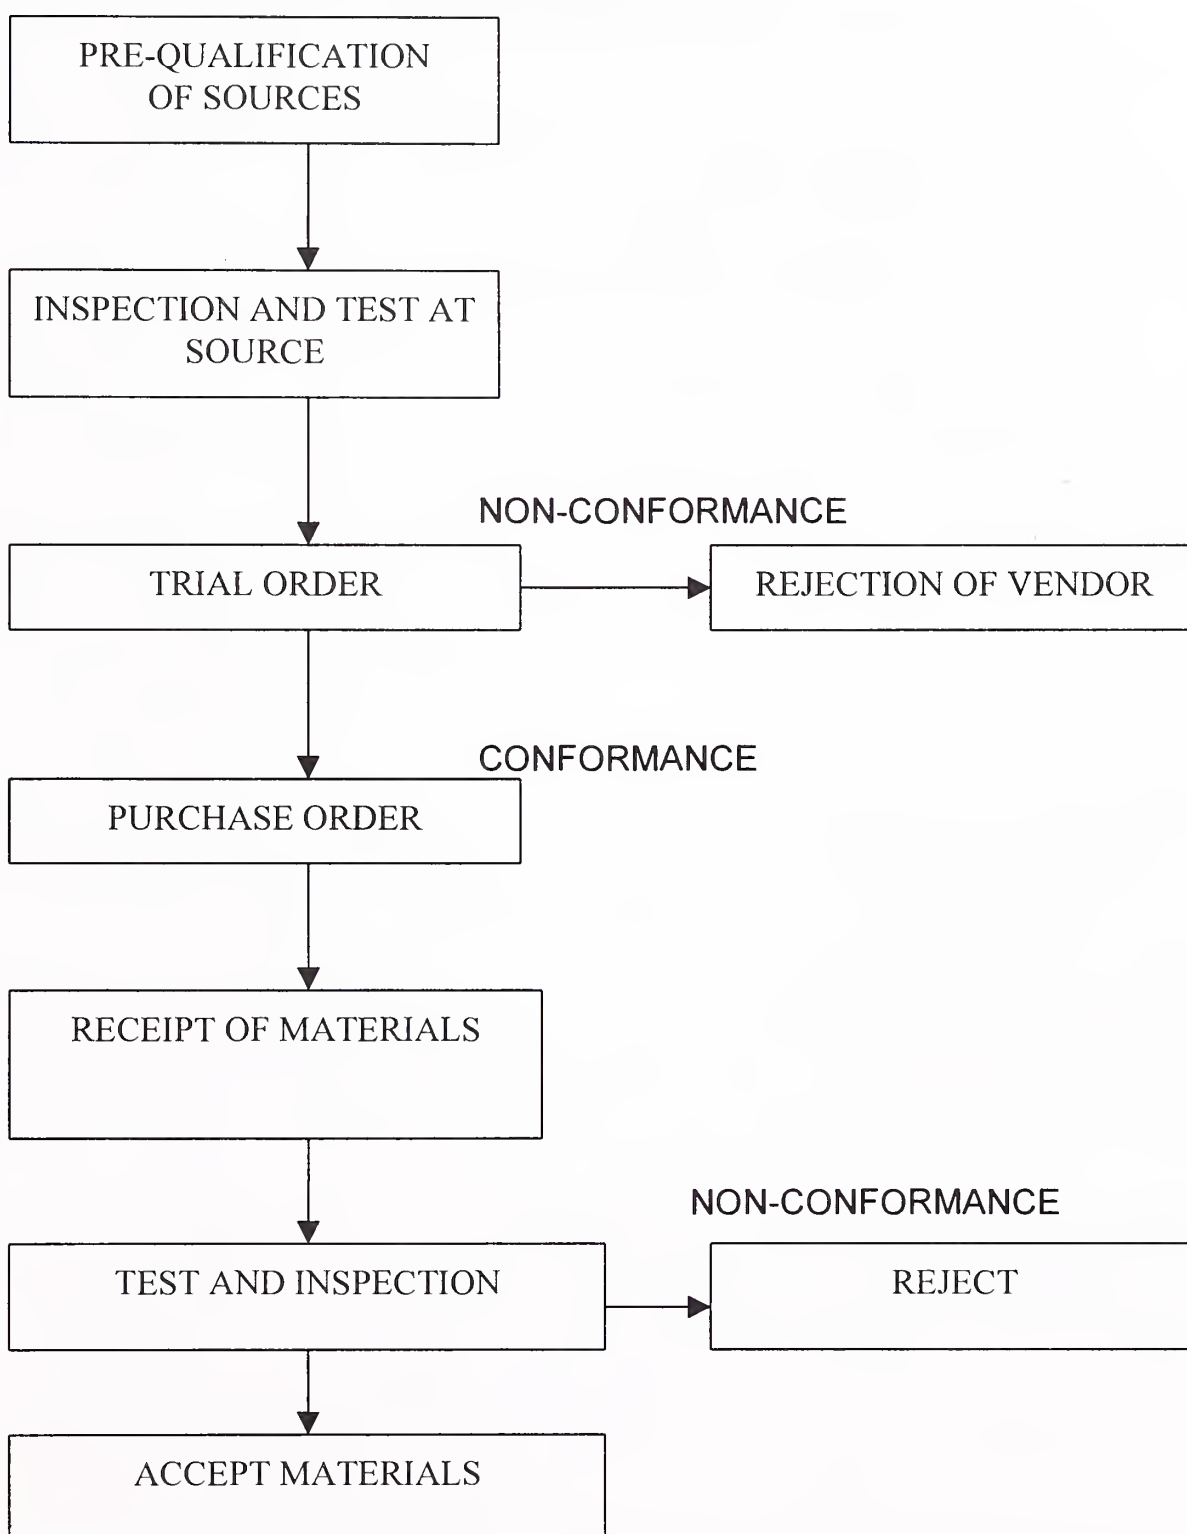 PRE-QUALIFICATION
OF SOURCES
INSPECTION AND TEST AT
SOURCE
NON-CONFORMANCE
TRIAL ORDER
REJECTION OF VENDOR
CONFORMANCE
PURCHASE ORDER
RECEIPT OF MATERIALS
NON-CONFORMANCE
TEST AND INSPECTION
REJECT
ACCEPT MATERIALS